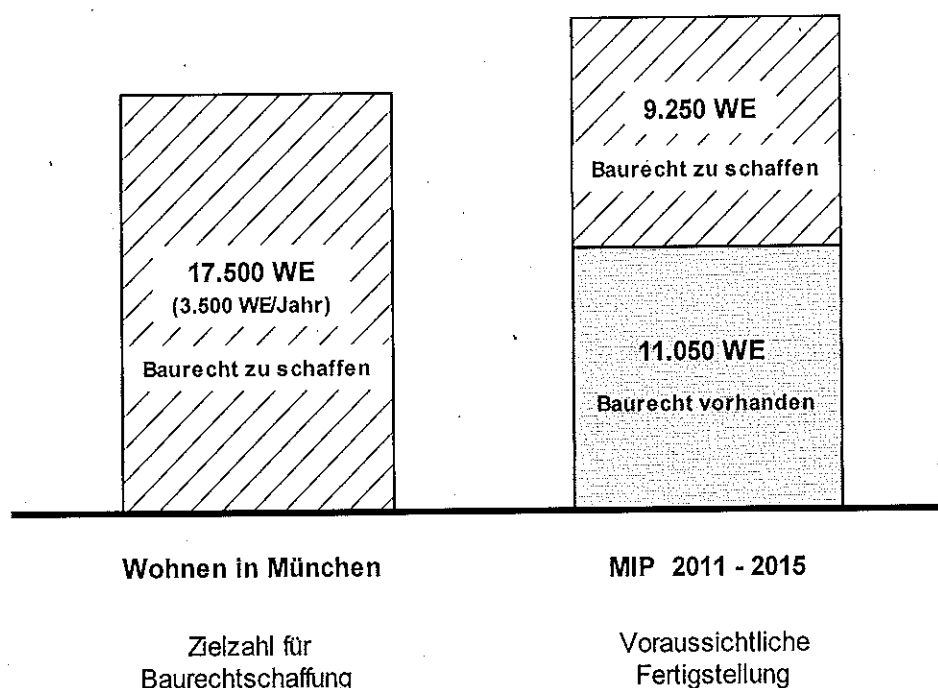 17.500 WE
(3.500 WE/Jahr)
Baurecht zu schaffen
9.250 WE
Baurecht zu schaffen
11.050 WE
Baurecht vorhanden
Wohnen in München
Zielzahl für
Baurechtschaffung
MIP 2011 - 2015
Voraussichtliche
Fertigstellung